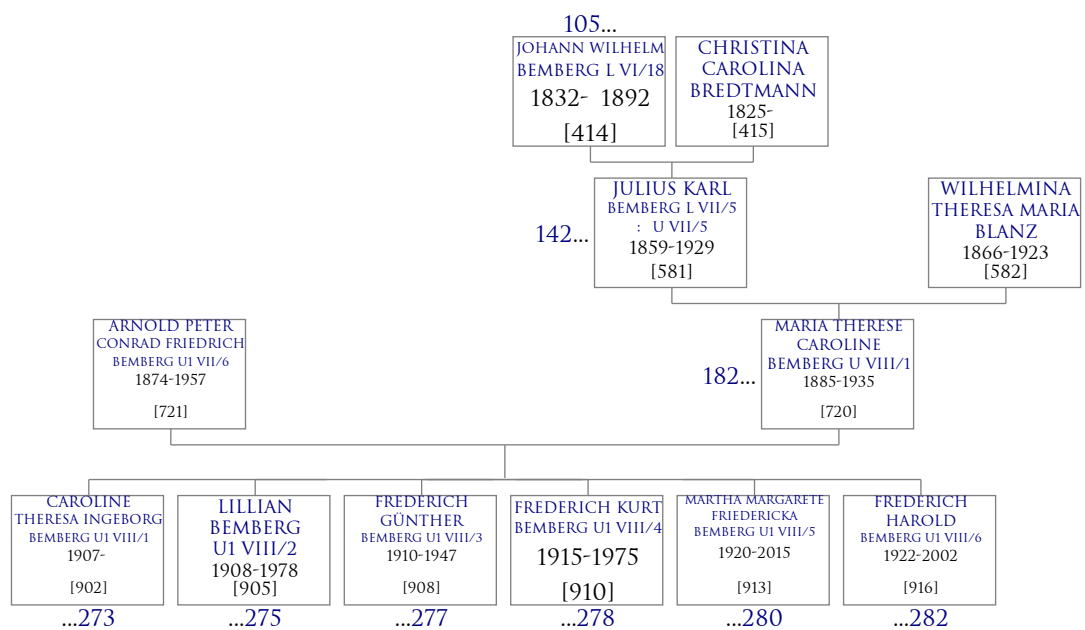 105...
JOHANN WILHELM
BEMBERG L VI/18
1832- 1892
[414]
CHRISTINA
CAROLINA
BREDTMANN
1825-
[415]
142...
JULIUS KARL
BEMBERG L VII/5
: U VII/5
1859-1929
[581]
WILHELMINA
THERESA MARIA
BLANZ
1866-1923
[582]
ARNOLD PETER
CONRAD FRIEDRICH
BEMBERG U1 VII/6
1874-1957
[721]
182...
MARIA THERESE
CAROLINE
BEMBERG U VIII/1
1885-1935
[720]
CAROLINE
THERESA INGEBORG
BEMBERG U1 VIII/1
1907-
[902]
...273
LILLIAN
BEMBERG
U1 VIII/2
1908-1978
[905]
...275
FREDERICH
GÜNTHER
BEMBERG U1 VIII/3
1910-1947
[908]
...277
FREDERICH KURT
BEMBERG U1 VIII/4
1915-1975
[910]
...278
MARTHA MARGARETE
FRIEDERICKA
BEMBERG U1 VIII/5
1920-2015
[913]
...280
FREDERICH
HAROLD
BEMBERG U1 VIII/6
1922-2002
[916]
...282